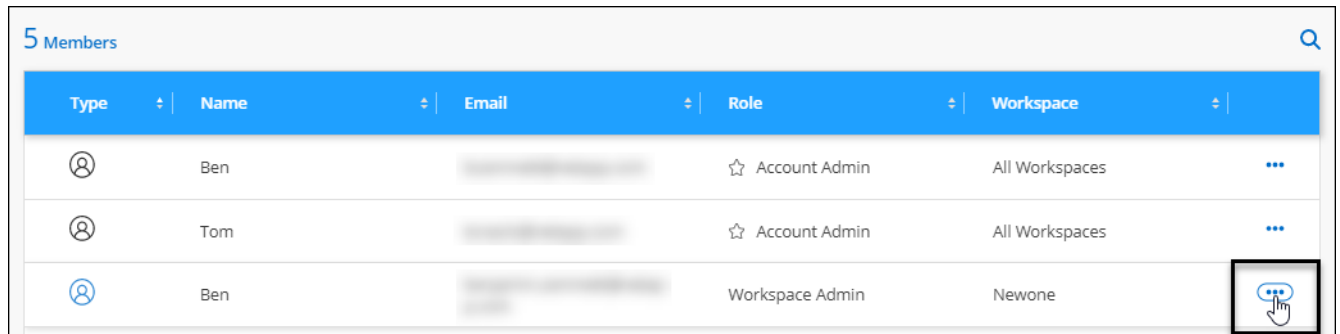 5 Members
Type Name Email Role Workspace
Ben Account Admin All Workspaces
Tom Account Admin All Workspaces
Ben Workspace Admin Newone